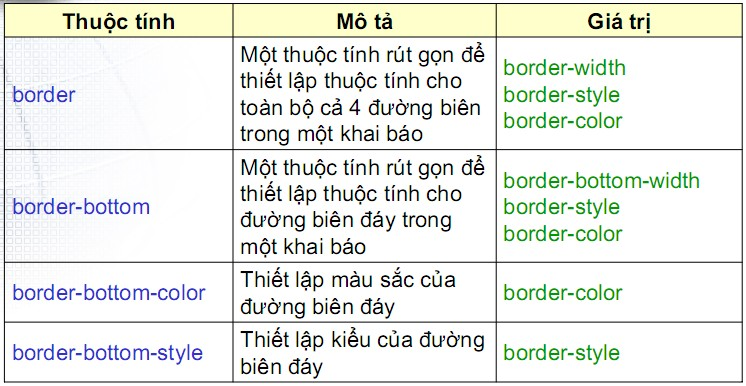 Thuộc tính
Mô tả
Giá trị
border
Một thuộc tính rút gọn để
thiết lập thuộc tính cho
toàn bộ cả 4 đường biên
trong một khai báo
border-width
border-style
border-color
border-bottom
Một thuộc tính rút gọn để
thiết lập thuộc tính cho
đường biên đáy trong
một khai báo
border-bottom-width
border-style
border-color
border-bottom-color
Thiết lập màu sắc của
đường biên đáy
border-color
border-bottom-style
Thiết lập kiểu của đường
biên đáy
border-style